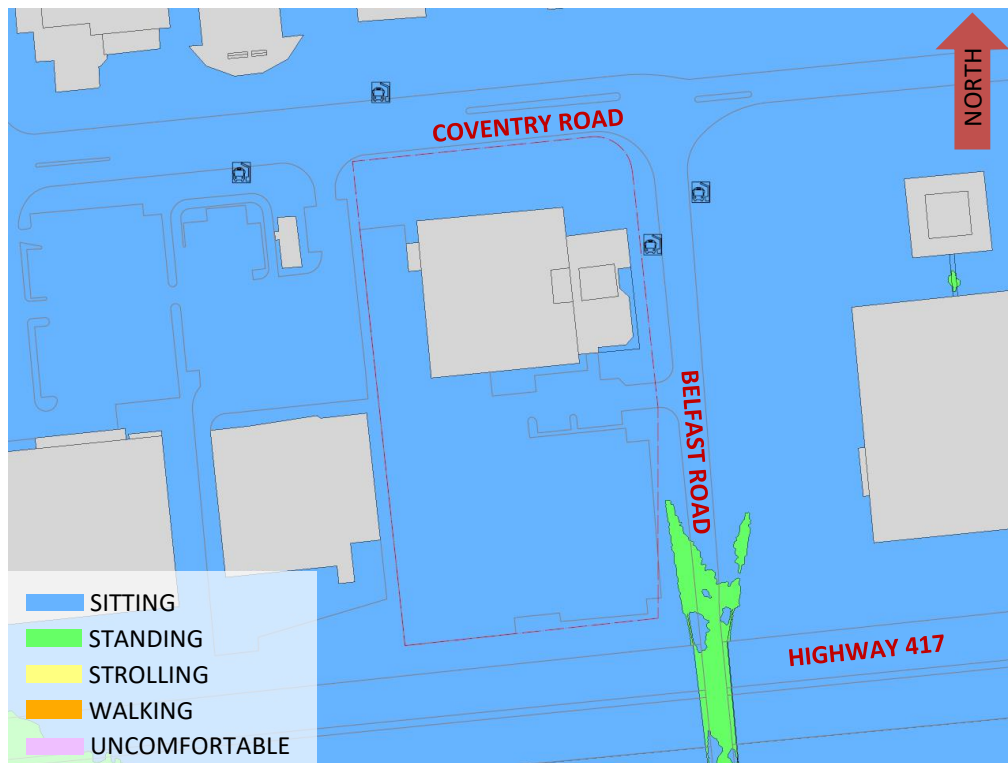 NORTH
COVENTRY ROAD
BELFAST ROAD
HIGHWAY 417
SITTING
STANDING
STROLLING
WALKING
UNCOMFORTABLE